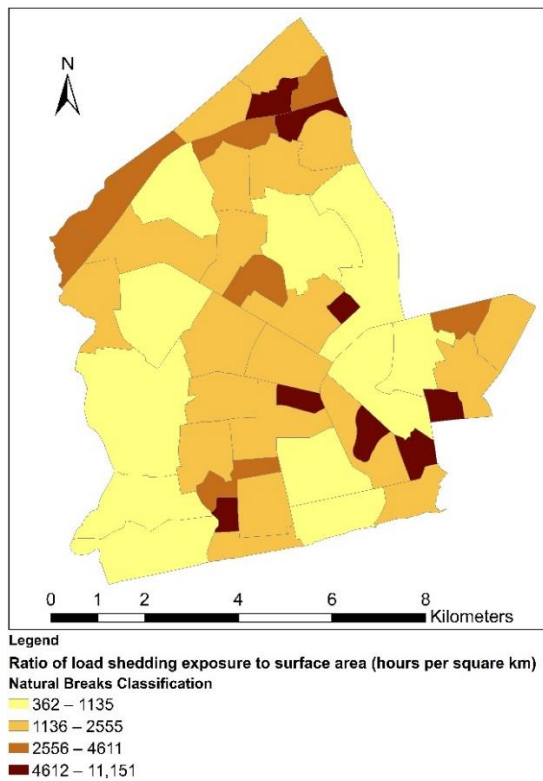 N
0 1 2 4 6 8
Kilometers
Legend
Ratio of load shedding exposure to surface area (hours per square km)
Natural Breaks Classification
362 – 1135
1136 – 2555
2556 – 4611
4612 – 11,151